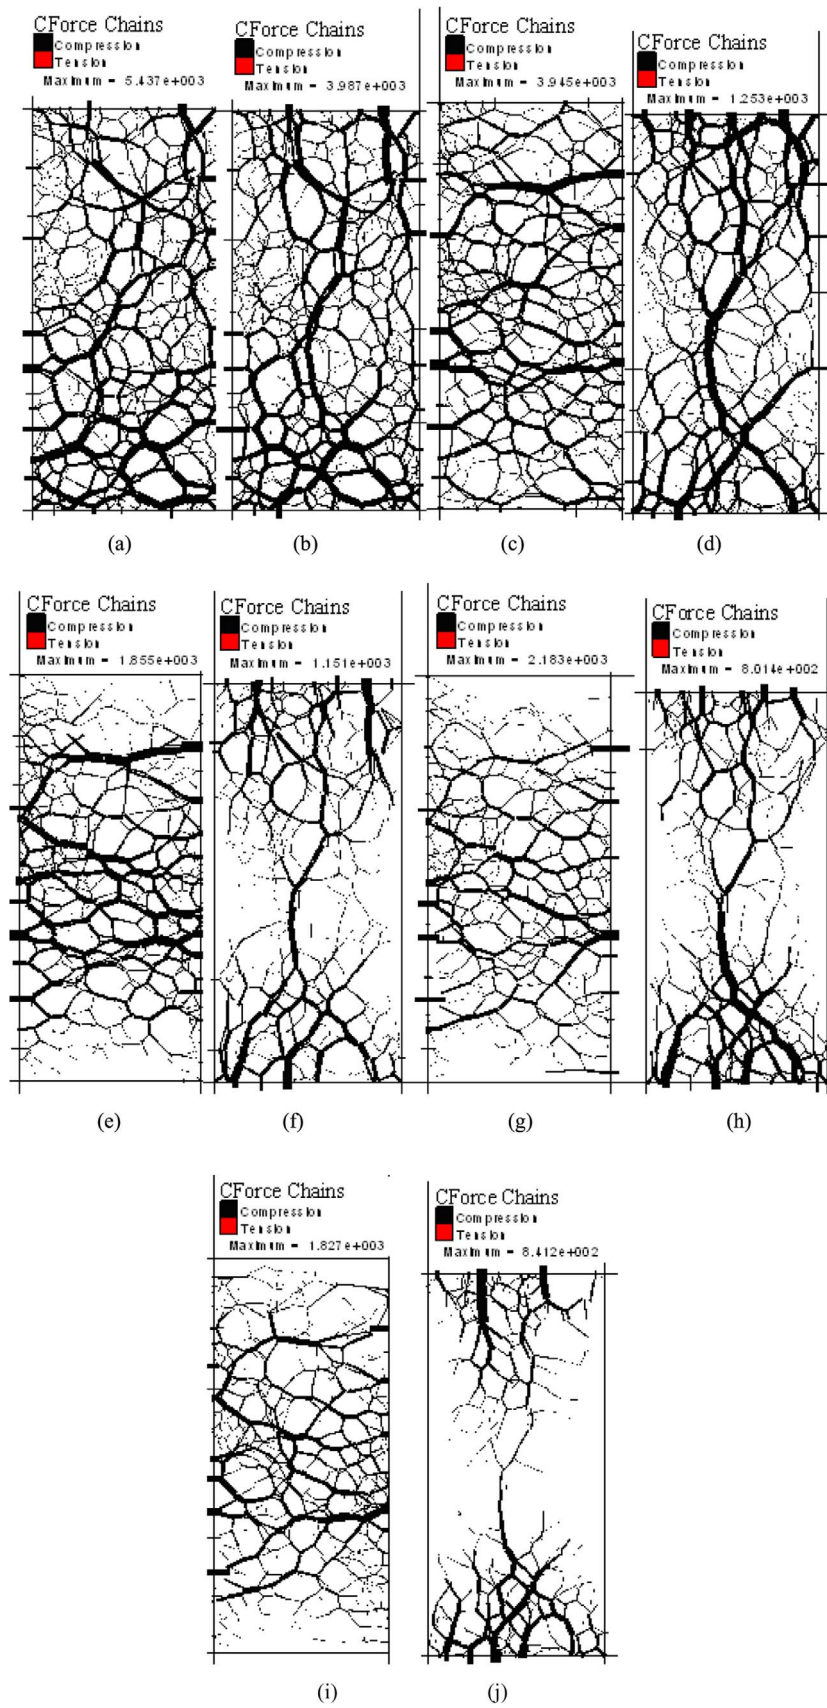 CForce Chains
Compression
Tension
Maximum = 5.437e+003
CForce Chains
Compression
Tension
Maximum = 3.987e+003
CForce Chains
Compression
Tension
Maximum = 3.945e+003
CForce Chains
Compression
Tension
Maximum = 1.253e+003
(a)
(b)
(c)
(d)
CForce Chains
Compression
Tension
Maximum = 1.855e+003
CForce Chains
Compression
Tension
Maximum = 1.151e+003
CForce Chains
Compression
Tension
Maximum = 2.183e+003
CForce Chains
Compression
Tension
Maximum = 8.014e+002
(e)
(f)
(g)
(h)
CForce Chains
Compression
Tension
Maximum = 1.827e+003
CForce Chains
Compression
Tension
Maximum = 8.412e+002
(i)
(j)